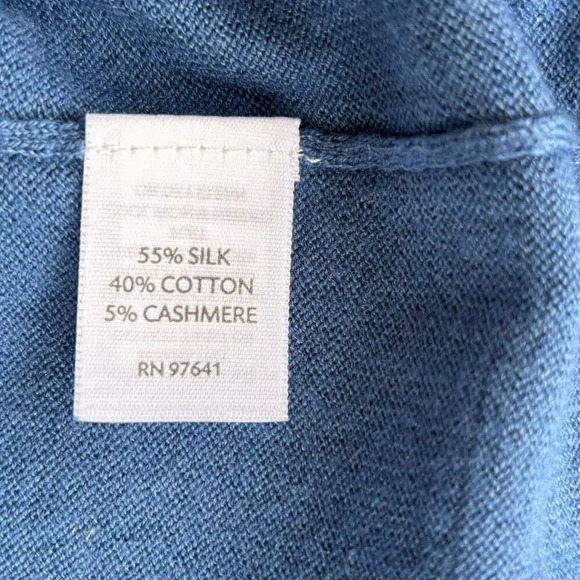 55% SILK
40% COTTON
5% CASHMERE
RN 97641